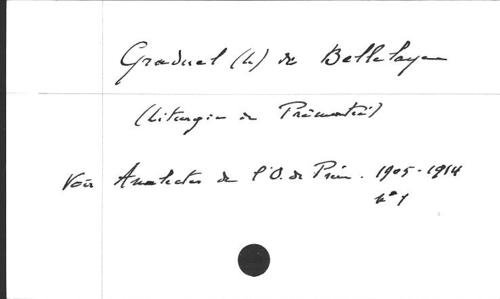 Graduel (Le) de Bellelaye
(Liturgie de Prémontré)
Voir Analectes de l'O. de Prém. 1905-1914
n° 1